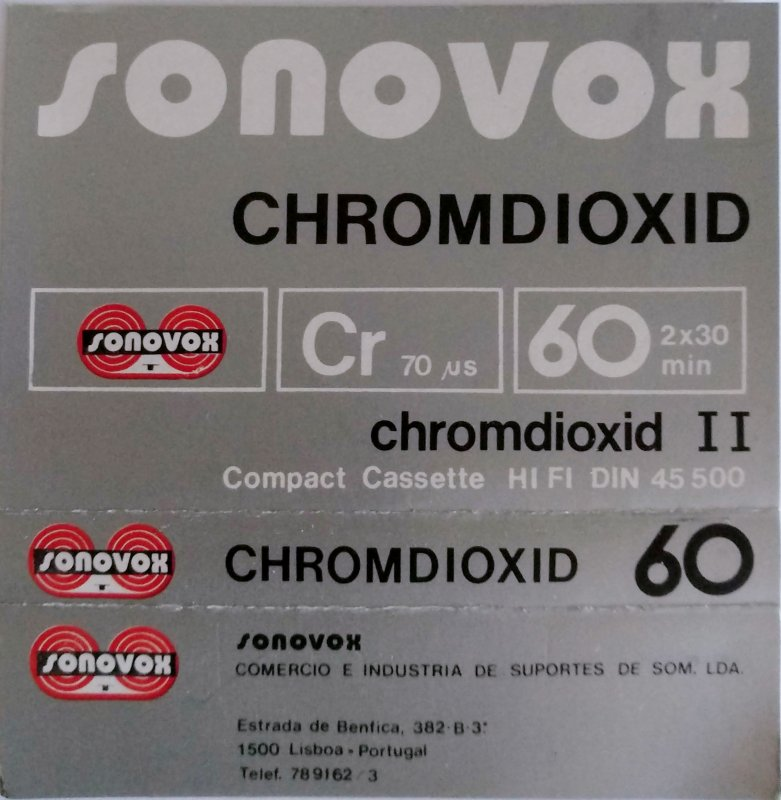 sonovox
CHROMDIOXID
sonovox
Cr 70 µs
60 2x30 min
chromdioxid II
Compact Cassette HI FI DIN 45 500
sonovox CHROMDIOXID 60
sonovox
sonovox
COMERCIO E INDUSTRIA DE SUPORTES DE SOM. LDA.
Estrada de Benfica, 382-B-3º
1500 Lisboa - Portugal
Telef. 789162/3